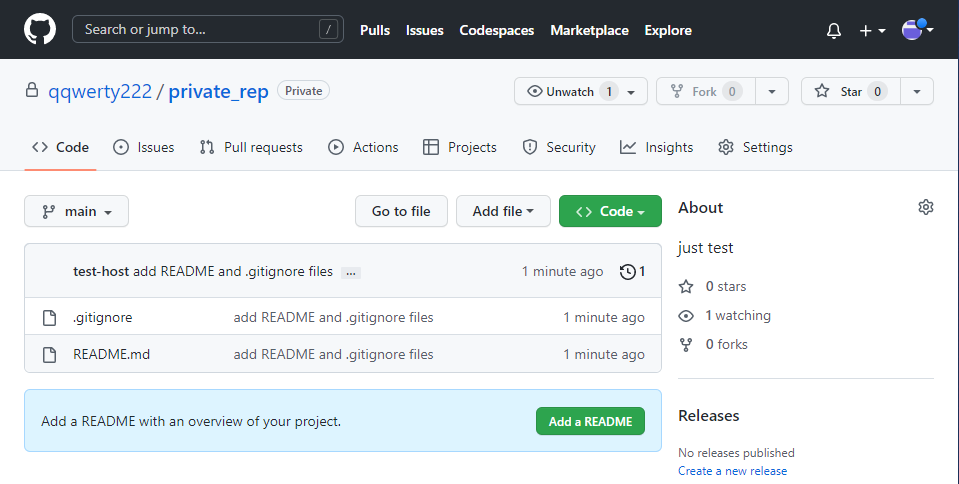 Search or jump to... / Pulls Issues Codespaces Marketplace Explore
qqwerty222 / private_rep Private Unwatch 1 Fork 0 Star 0
Code Issues Pull requests Actions Projects Security Insights Settings
main Go to file Add file Code
test-host add README and .gitignore files ... 1 minute ago 1
.gitignore add README and .gitignore files 1 minute ago
README.md add README and .gitignore files 1 minute ago
Add a README with an overview of your project. Add a README
About
just test
0 stars
1 watching
0 forks
Releases
No releases published
Create a new release